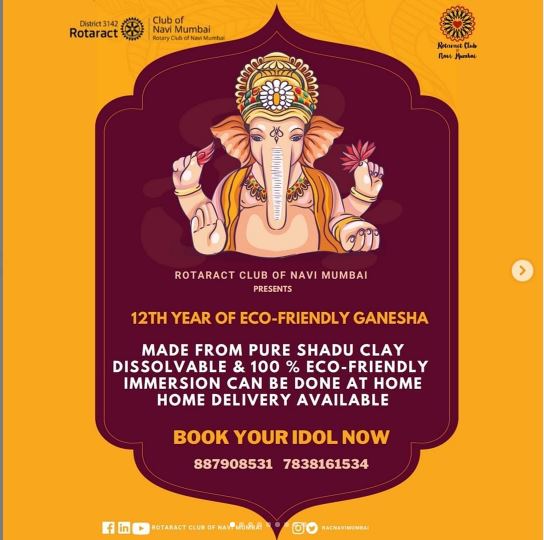 District 3142
Rotaract
Club of
Navi Mumbai
Rotary Club of Navi Mumbai
Rotaract Club
of
Navi Mumbai
ROTARACT CLUB OF NAVI MUMBAI
PRESENTS
12TH YEAR OF ECO-FRIENDLY GANESHA
MADE FROM PURE SHADU CLAY
DISSOLVABLE & 100 % ECO-FRIENDLY
IMMERSION CAN BE DONE AT HOME
HOME DELIVERY AVAILABLE
BOOK YOUR IDOL NOW
887908531 7838161534
ROTARACT CLUB OF NAVI MUMBAI RACNAVIMUMBAI